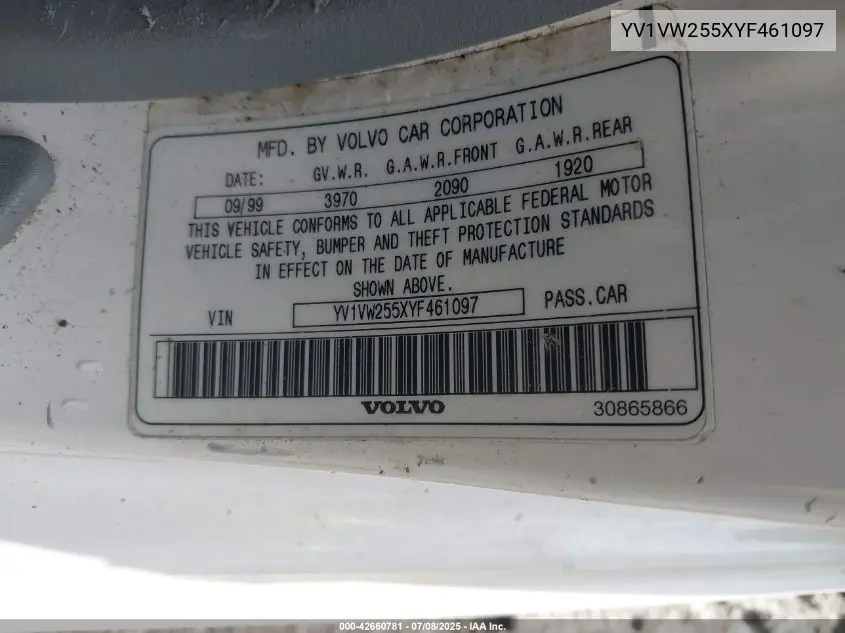 YV1VW255XYF461097
MFD. BY VOLVO CAR CORPORATION
DATE: GV.W.R. G.A.W.R.FRONT G.A.W.R.REAR
09/99 3970 2090 1920
THIS VEHICLE CONFORMS TO ALL APPLICABLE FEDERAL MOTOR
VEHICLE SAFETY, BUMPER AND THEFT PROTECTION STANDARDS
IN EFFECT ON THE DATE OF MANUFACTURE
SHOWN ABOVE.
VIN YV1VW255XYF461097 PASS.CAR
VOLVO 30865866
000-42660781 - 07/08/2025 - IAA Inc.